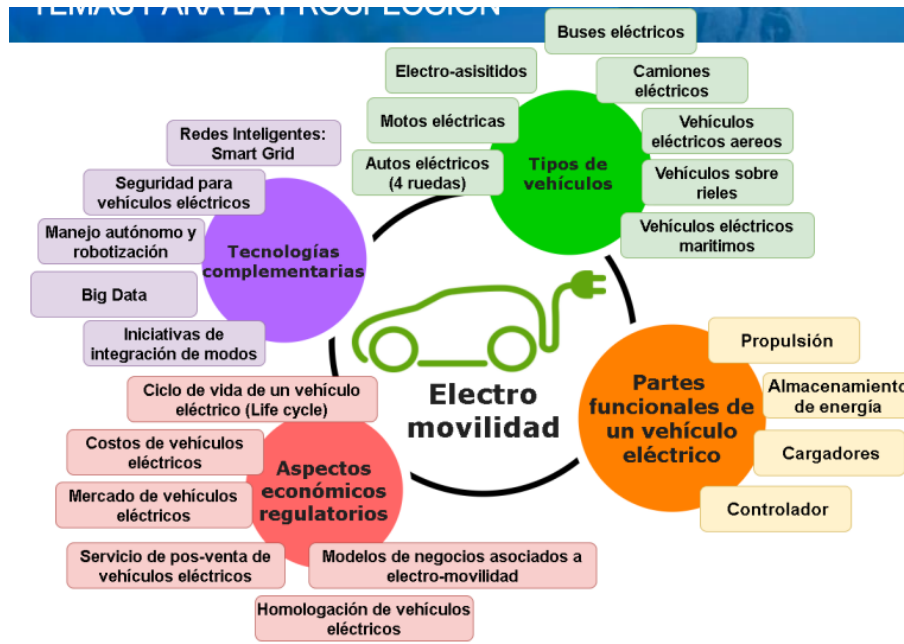 TEMAS PARA LA PROSPECCIÓN
Buses eléctricos
Electro-asisitidos
Camiones
eléctricos
Motos eléctricas
Vehículos
eléctricos aereos
Autos eléctricos
(4 ruedas)
Tipos de
vehículos
Vehículos sobre
rieles
Vehículos eléctricos
maritimos
Redes Inteligentes:
Smart Grid
Seguridad para
vehículos eléctricos
Manejo autónomo y
robotización
Tecnologías
complementarias
Big Data
Iniciativas de
integración de modos
Electro
movilidad
Propulsión
Partes
funcionales de
un vehículo
eléctrico
Almacenamiento
de energía
Cargadores
Controlador
Ciclo de vida de un vehículo
eléctrico (Life cycle)
Costos de vehículos
eléctricos
Aspectos
económicos
regulatorios
Mercado de vehículos
eléctricos
Servicio de pos-venta de
vehículos eléctricos
Modelos de negocios asociados a
electro-movilidad
Homologación de vehículos
eléctricos